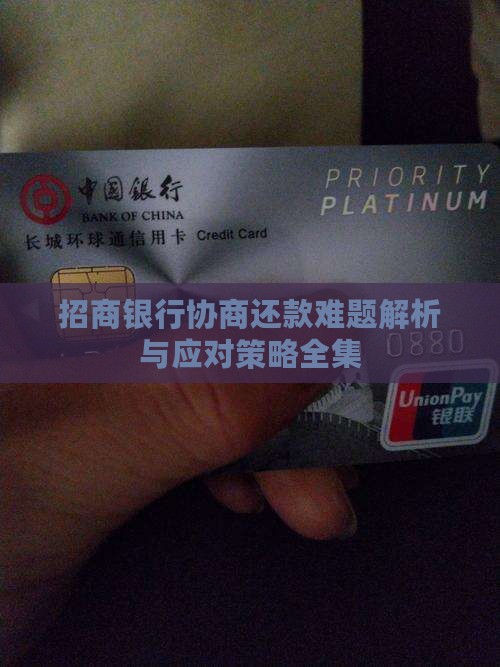 中國銀行
BANK OF CHINA
PRIORITY
PLATINUM
长城环球通信用卡 Credit Card
招商银行协商还款难题解析
与应对策略全集
0880
UnionPay
银联